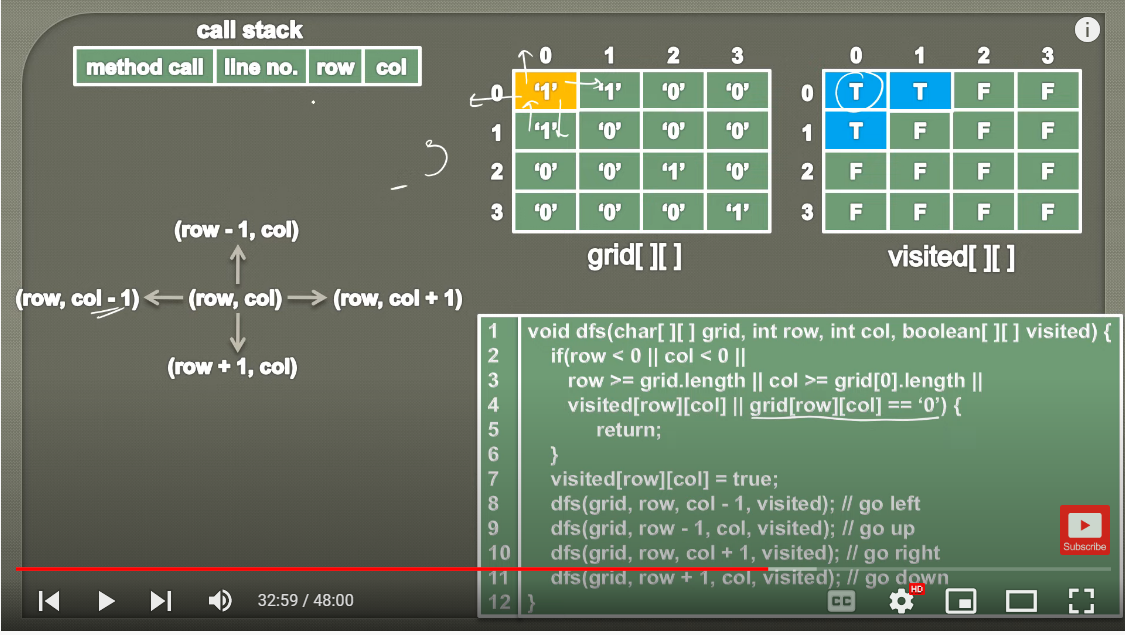 call stack
method call line no. row col
0 1 2 3
0 ‘1’ ‘1’ ‘0’ ‘0’
1 ‘1’ ‘0’ ‘0’ ‘0’
2 ‘0’ ‘0’ ‘1’ ‘0’
3 ‘0’ ‘0’ ‘0’ ‘1’
grid[ ][ ]
0 1 2 3
0 T T F F
1 T F F F
2 F F F F
3 F F F F
visited[ ][ ]
i
(row - 1, col)
(row, col - 1) (row, col) (row, col + 1)
(row + 1, col)
1 void dfs(char[ ][ ] grid, int row, int col, boolean[ ][ ] visited) {
2 if(row < 0 || col < 0 ||
3 row >= grid.length || col >= grid[0].length ||
4 visited[row][col] || grid[row][col] == ‘0’) {
5 return;
6 }
7 visited[row][col] = true;
8 dfs(grid, row, col - 1, visited); // go left
9 dfs(grid, row - 1, col, visited); // go up
10 dfs(grid, row, col + 1, visited); // go right
11 dfs(grid, row + 1, col, visited); // go down
12 }
Subscribe
32:59 / 48:00
CC
HD